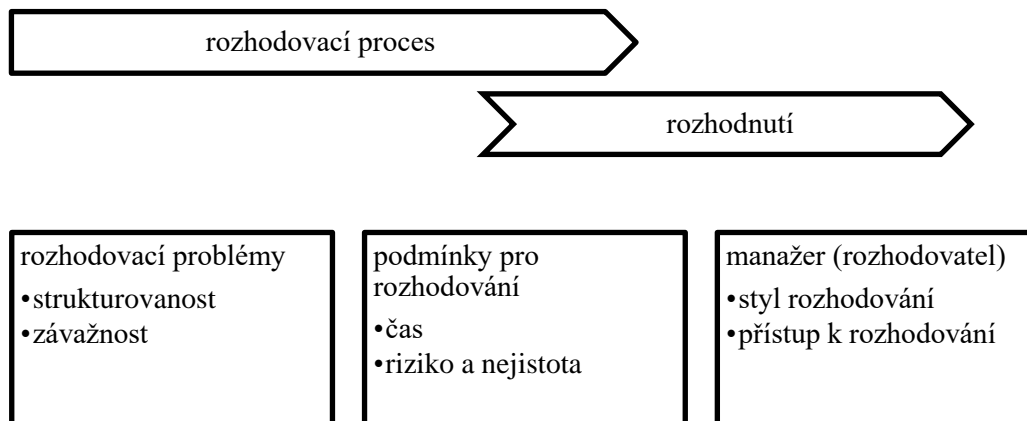 rozhodovací proces
rozhodnutí
rozhodovací problémy
•strukturovanost
•závažnost
podmínky pro
rozhodování
•čas
•riziko a nejistota
manažer (rozhodovatel)
•styl rozhodování
•přístup k rozhodování